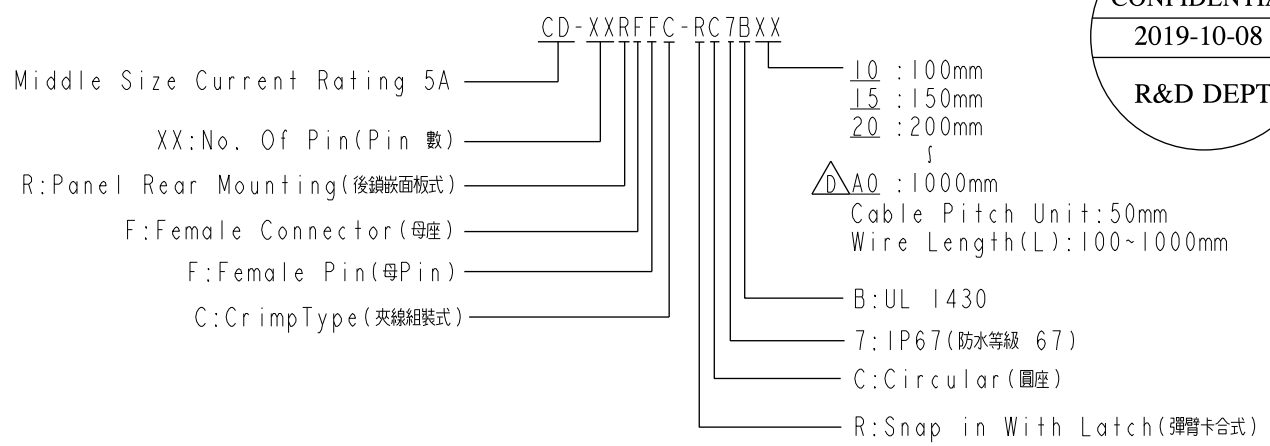 CD-XXRFFC-RC7BXX
Middle Size Current Rating 5A
XX:No. Of Pin(Pin 數)
R:Panel Rear Mounting(後鎖嵌面板式)
F:Female Connector(母座)
F:Female Pin(母Pin)
C:CrimpType(夾線組裝式)
10 :100mm
15 :150mm
20 :200mm
∫
D A0 :1000mm
Cable Pitch Unit:50mm
Wire Length(L):100~1000mm
B:UL 1430
7:IP67(防水等級 67)
C:Circular(圓座)
R:Snap in With Latch(彈臂卡合式)
2019-10-08
R&D DEPT